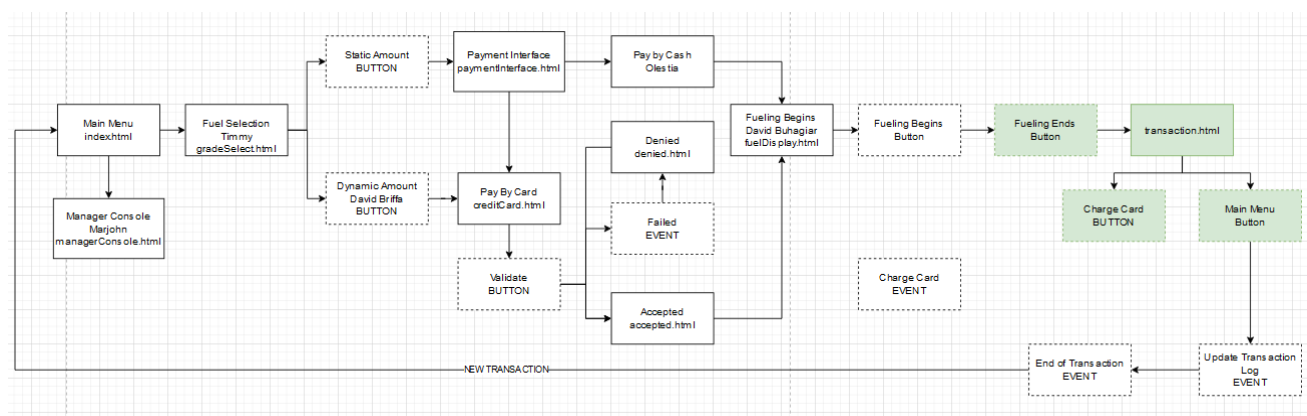 Static Amount
BUTTON
Payment Interface
paymentInterface.html
Pay by Cash
Olestia
Main Menu
index.html
Fuel Selection
Timmy
gradeSelect.html
Denied
denied.html
Fueling Begins
David Buhagiar
fuelDisplay.html
Fueling Begins
Button
Fueling Ends
Button
transaction.html
Manager Console
Marjohn
managerConsole.html
Dynamic Amount
David Briffa
BUTTON
Pay By Card
creditCard.html
Failed
EVENT
Charge Card
BUTTON
Main Menu
Button
Validate
BUTTON
Accepted
accepted.html
Charge Card
EVENT
NEW TRANSACTION
End of Transaction
EVENT
Update Transaction
Log
EVENT